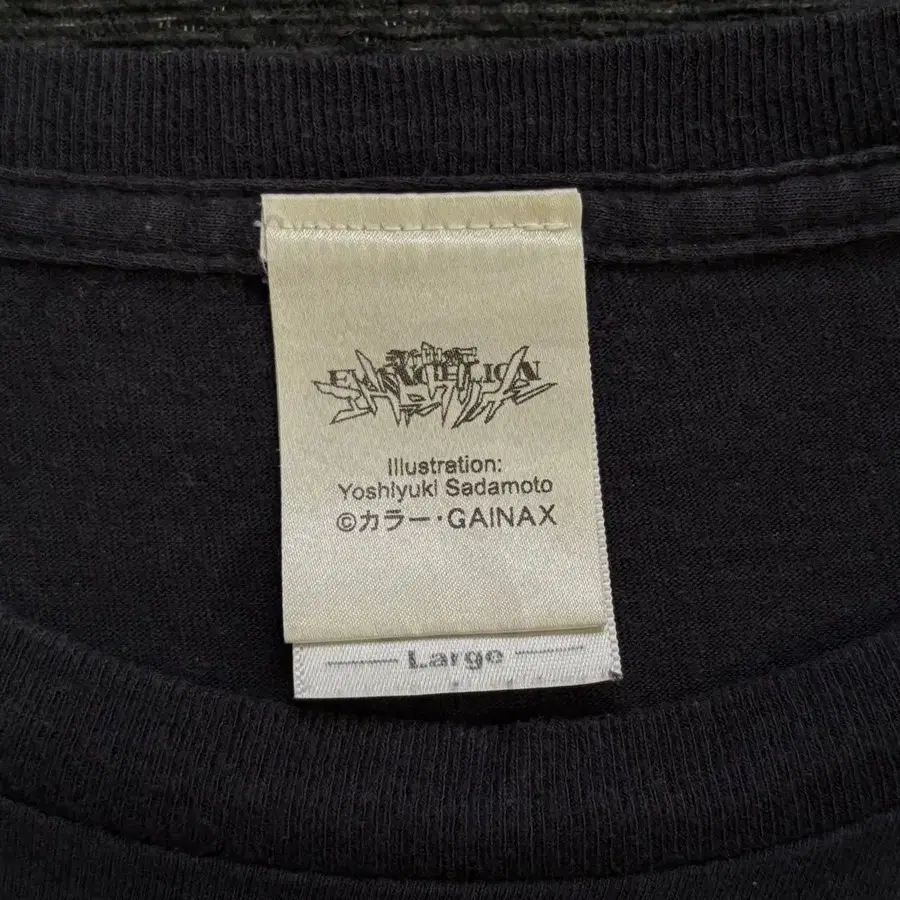 EVANGELION
Illustration:
Yoshiyuki Sadamoto
©カラー・GAINAX
Large